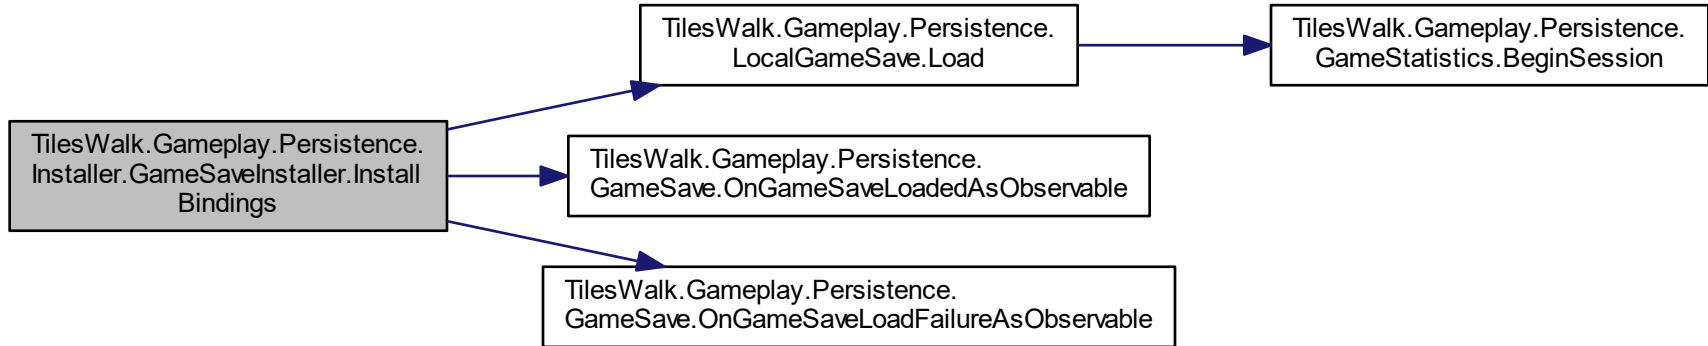 TilesWalk.Gameplay.Persistence.
Installer.GameSaveInstaller.Install
Bindings
TilesWalk.Gameplay.Persistence.
LocalGameSave.Load
TilesWalk.Gameplay.Persistence.
GameStatistics.BeginSession
TilesWalk.Gameplay.Persistence.
GameSave.OnGameSaveLoadedAsObservable
TilesWalk.Gameplay.Persistence.
GameSave.OnGameSaveLoadFailureAsObservable